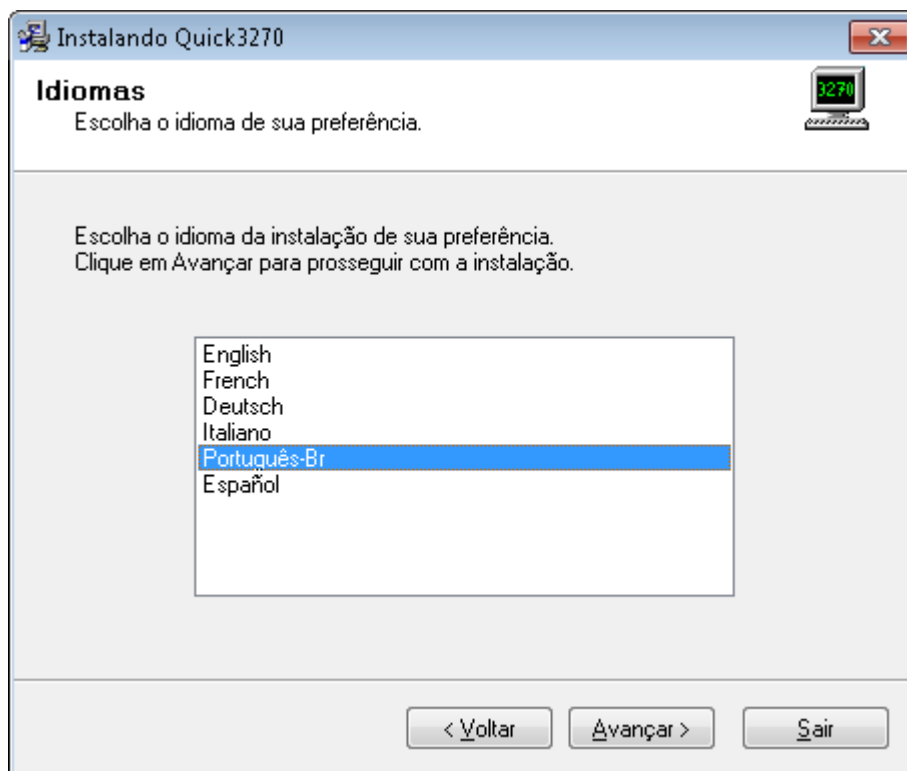 Instalando Quick3270
Idiomas
Escolha o idioma de sua preferência.
3270
Escolha o idioma da instalação de sua preferência.
Clique em Avançar para prosseguir com a instalação.
English
French
Deutsch
Italiano
Português-Br
Español
< Voltar
Avançar >
Sair